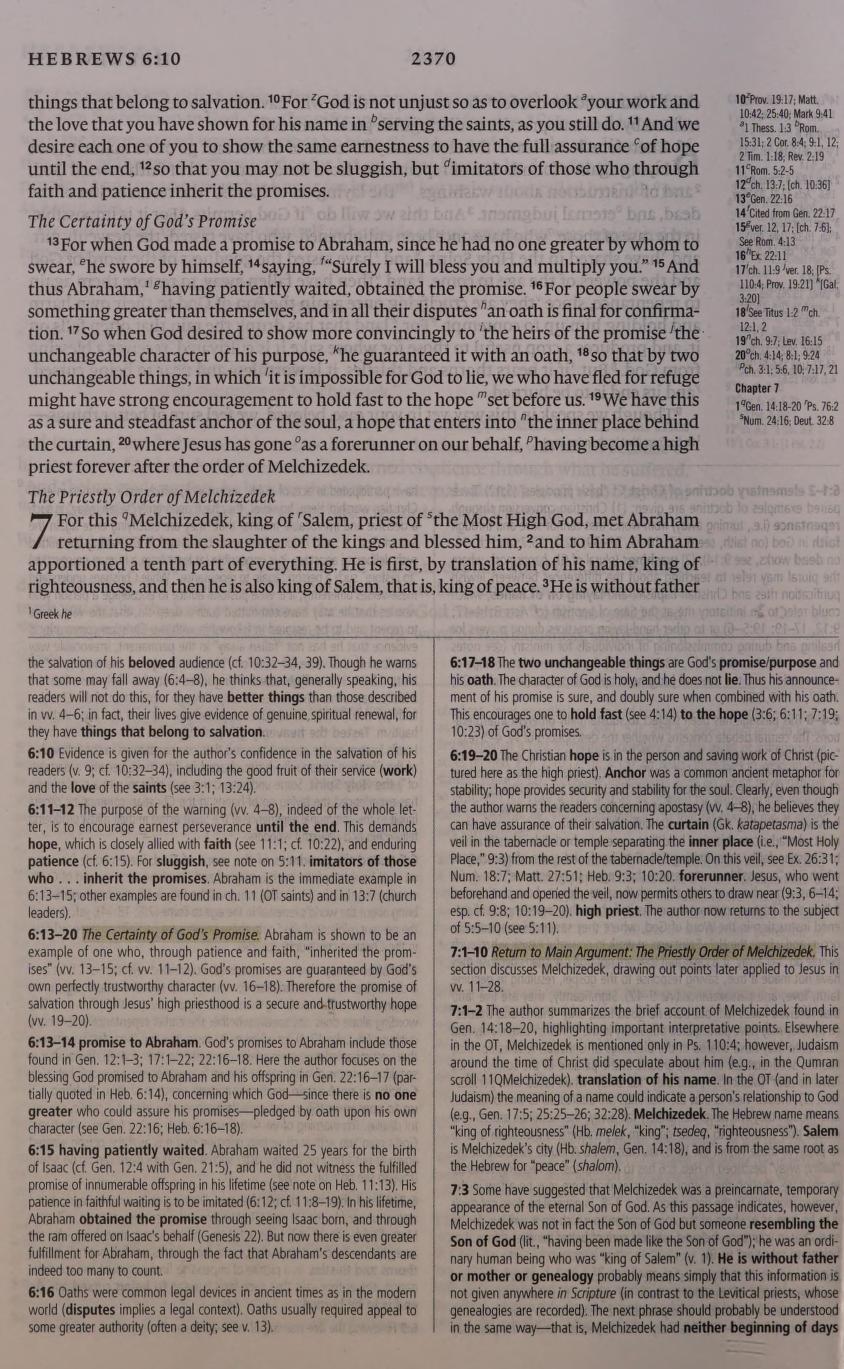 HEBREWS 6:10
2370
things that belong to salvation. ¹⁰For ᶻGod is not unjust so as to overlook ᵃyour work and
the love that you have shown for his name in ᵇserving the saints, as you still do. ¹¹And we
desire each one of you to show the same earnestness to have the full assurance ᶜof hope
until the end, ¹²so that you may not be sluggish, but ᵈimitators of those who through
faith and patience inherit the promises.
The Certainty of God's Promise
¹³For when God made a promise to Abraham, since he had no one greater by whom to
swear, ᵉhe swore by himself, ¹⁴saying, ᶠ“Surely I will bless you and multiply you.” ¹⁵And
thus Abraham,¹ ᵍhaving patiently waited, obtained the promise. ¹⁶For people swear by
something greater than themselves, and in all their disputes ʰan oath is final for confirma-
tion. ¹⁷So when God desired to show more convincingly to ⁱthe heirs of the promise ʲthe
unchangeable character of his purpose, ᵏhe guaranteed it with an oath, ¹⁸so that by two
unchangeable things, in which ˡit is impossible for God to lie, we who have fled for refuge
might have strong encouragement to hold fast to the hope ᵐset before us. ¹⁹We have this
as a sure and steadfast anchor of the soul, a hope that enters into ⁿthe inner place behind
the curtain, ²⁰where Jesus has gone ᵒas a forerunner on our behalf, ᵖhaving become a high
priest forever after the order of Melchizedek.
The Priestly Order of Melchizedek
7 For this qMelchizedek, king of ʳSalem, priest of ˢthe Most High God, met Abraham
returning from the slaughter of the kings and blessed him, ²and to him Abraham
apportioned a tenth part of everything. He is first, by translation of his name, king of
righteousness, and then he is also king of Salem, that is, king of peace. ³He is without father
¹ Greek he
10ᶻProv. 19:17; Matt.
10:42; 25:40; Mark 9:41
ᵃ1 Thess. 1:3 ᵇRom.
15:31; 2 Cor. 8:4; 9:1, 12;
2 Tim. 1:18; Rev. 2:19
11ᶜRom. 5:2-5
12ᵈch. 13:7; [ch. 10:36]
13ᵉGen. 22:16
14ᶠCited from Gen. 22:17
15ᵍver. 12, 17; [ch. 7:6];
See Rom. 4:13
16ʰEx. 22:11
17ⁱch. 11:9 ʲver. 18; [Ps.
110:4; Prov. 19:21] ᵏ[Gal.
3:20]
18ˡSee Titus 1:2 ᵐch.
12:1, 2
19ⁿch. 9:7; Lev. 16:15
20ᵒch. 4:14; 8:1; 9:24
ᵖch. 3:1; 5:6, 10; 7:17, 21
Chapter 7
1qGen. 14:18-20 ʳPs. 76:2
ˢNum. 24:16; Deut. 32:8
the salvation of his beloved audience (cf. 10:32–34, 39). Though he warns
that some may fall away (6:4–8), he thinks that, generally speaking, his
readers will not do this, for they have better things than those described
in vv. 4–6; in fact, their lives give evidence of genuine spiritual renewal, for
they have things that belong to salvation.
6:10 Evidence is given for the author's confidence in the salvation of his
readers (v. 9; cf. 10:32–34), including the good fruit of their service (work)
and the love of the saints (see 3:1; 13:24).
6:11–12 The purpose of the warning (vv. 4–8), indeed of the whole let-
ter, is to encourage earnest perseverance until the end. This demands
hope, which is closely allied with faith (see 11:1; cf. 10:22), and enduring
patience (cf. 6:15). For sluggish, see note on 5:11. imitators of those
who . . . inherit the promises. Abraham is the immediate example in
6:13–15; other examples are found in ch. 11 (OT saints) and in 13:7 (church
leaders).
6:13–20 The Certainty of God's Promise. Abraham is shown to be an
example of one who, through patience and faith, “inherited the prom-
ises” (vv. 13–15; cf. vv. 11–12). God's promises are guaranteed by God's
own perfectly trustworthy character (vv. 16–18). Therefore the promise of
salvation through Jesus' high priesthood is a secure and trustworthy hope
(vv. 19–20).
6:13–14 promise to Abraham. God's promises to Abraham include those
found in Gen. 12:1–3; 17:1–22; 22:16–18. Here the author focuses on the
blessing God promised to Abraham and his offspring in Gen. 22:16–17 (par-
tially quoted in Heb. 6:14), concerning which God—since there is no one
greater who could assure his promises—pledged by oath upon his own
character (see Gen. 22:16; Heb. 6:16–18).
6:15 having patiently waited. Abraham waited 25 years for the birth
of Isaac (cf. Gen. 12:4 with Gen. 21:5), and he did not witness the fulfilled
promise of innumerable offspring in his lifetime (see note on Heb. 11:13). His
patience in faithful waiting is to be imitated (6:12; cf. 11:8–19). In his lifetime,
Abraham obtained the promise through seeing Isaac born, and through
the ram offered on Isaac's behalf (Genesis 22). But now there is even greater
fulfillment for Abraham, through the fact that Abraham's descendants are
indeed too many to count.
6:16 Oaths were common legal devices in ancient times as in the modern
world (disputes implies a legal context). Oaths usually required appeal to
some greater authority (often a deity; see v. 13).
6:17–18 The two unchangeable things are God's promise/purpose and
his oath. The character of God is holy, and he does not lie. Thus his announce-
ment of his promise is sure, and doubly sure when combined with his oath.
This encourages one to hold fast (see 4:14) to the hope (3:6; 6:11; 7:19;
10:23) of God's promises.
6:19–20 The Christian hope is in the person and saving work of Christ (pic-
tured here as the high priest). Anchor was a common ancient metaphor for
stability; hope provides security and stability for the soul. Clearly, even though
the author warns the readers concerning apostasy (vv. 4–8), he believes they
can have assurance of their salvation. The curtain (Gk. katapetasma) is the
veil in the tabernacle or temple separating the inner place (i.e., “Most Holy
Place,” 9:3) from the rest of the tabernacle/temple. On this veil, see Ex. 26:31;
Num. 18:7; Matt. 27:51; Heb. 9:3; 10:20. forerunner. Jesus, who went
beforehand and opened the veil, now permits others to draw near (9:3, 6–14;
esp. cf. 9:8; 10:19–20). high priest. The author now returns to the subject
of 5:5–10 (see 5:11).
7:1–10 Return to Main Argument: The Priestly Order of Melchizedek. This
section discusses Melchizedek, drawing out points later applied to Jesus in
vv. 11–28.
7:1–2 The author summarizes the brief account of Melchizedek found in
Gen. 14:18–20, highlighting important interpretative points. Elsewhere
in the OT, Melchizedek is mentioned only in Ps. 110:4; however, Judaism
around the time of Christ did speculate about him (e.g., in the Qumran
scroll 11QMelchizedek). translation of his name. In the OT (and in later
Judaism) the meaning of a name could indicate a person's relationship to God
(e.g., Gen. 17:5; 25:25–26; 32:28). Melchizedek. The Hebrew name means
“king of righteousness” (Hb. melek, “king”; tsedeq, “righteousness”). Salem
is Melchizedek's city (Hb. shalem, Gen. 14:18), and is from the same root as
the Hebrew for “peace” (shalom).
7:3 Some have suggested that Melchizedek was a preincarnate, temporary
appearance of the eternal Son of God. As this passage indicates, however,
Melchizedek was not in fact the Son of God but someone resembling the
Son of God (lit., “having been made like the Son of God”); he was an ordi-
nary human being who was “king of Salem” (v. 1). He is without father
or mother or genealogy probably means simply that this information is
not given anywhere in Scripture (in contrast to the Levitical priests, whose
genealogies are recorded). The next phrase should probably be understood
in the same way—that is, Melchizedek had neither beginning of days